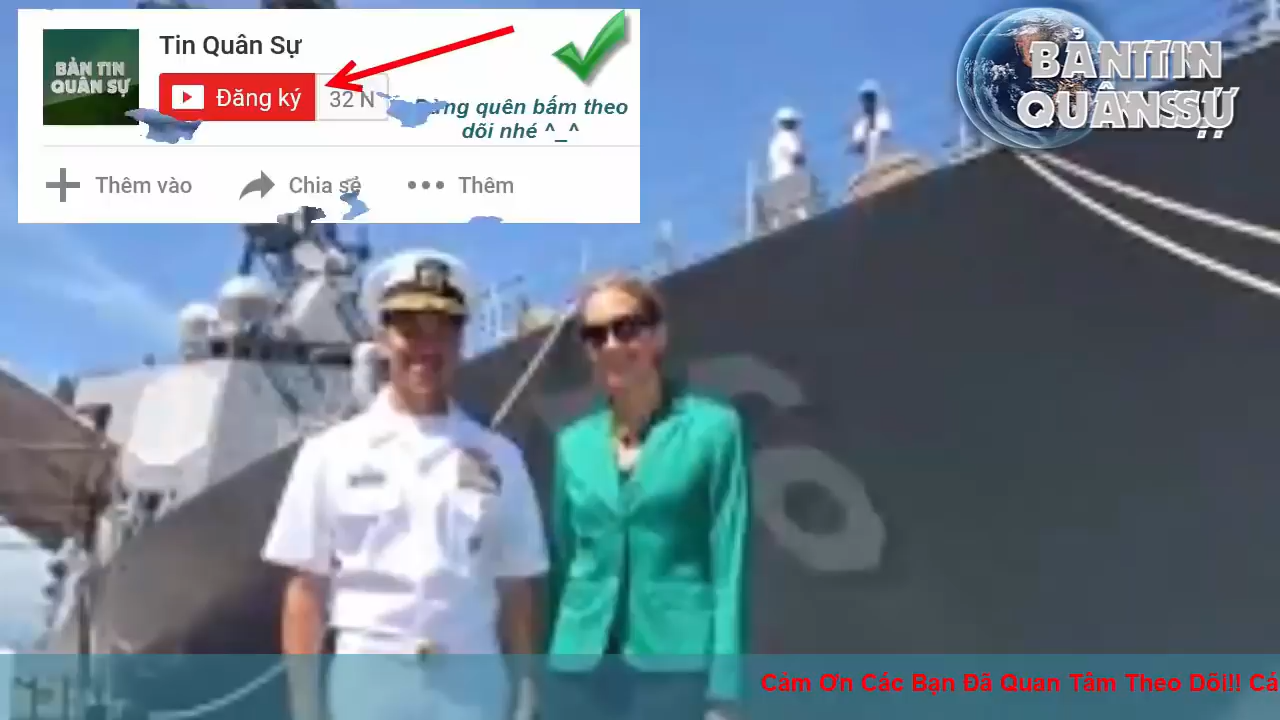 Tin Quân Sự
BẢN TIN
QUÂN SỰ
Đăng ký
32 N
quên bấm theo
dõi nhé ^_^
Thêm vào
Chia sẻ
Thêm
BẢN TIN
QUÂN SỰ
6
Cảm Ơn Các Bạn Đã Quan Tâm Theo Dõi!! Cá